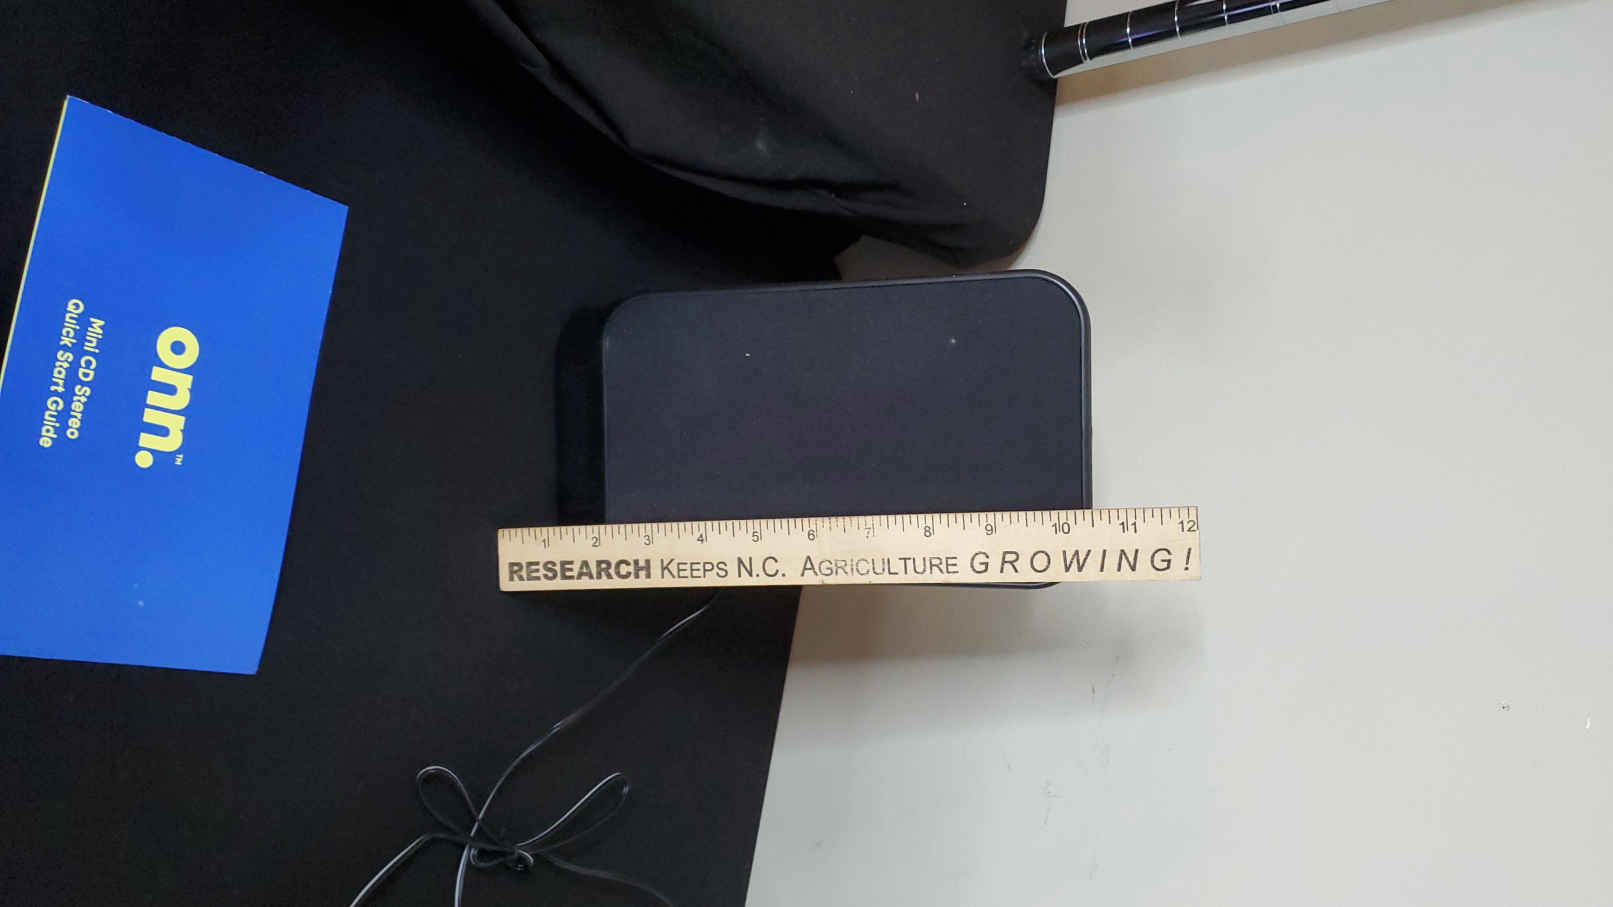 onn.™
Mini CD Stereo
Quick Start Guide
1 2 3 4 5 6 7 8 9 10 11 12
RESEARCH KEEPS N.C. AGRICULTURE GROWING!